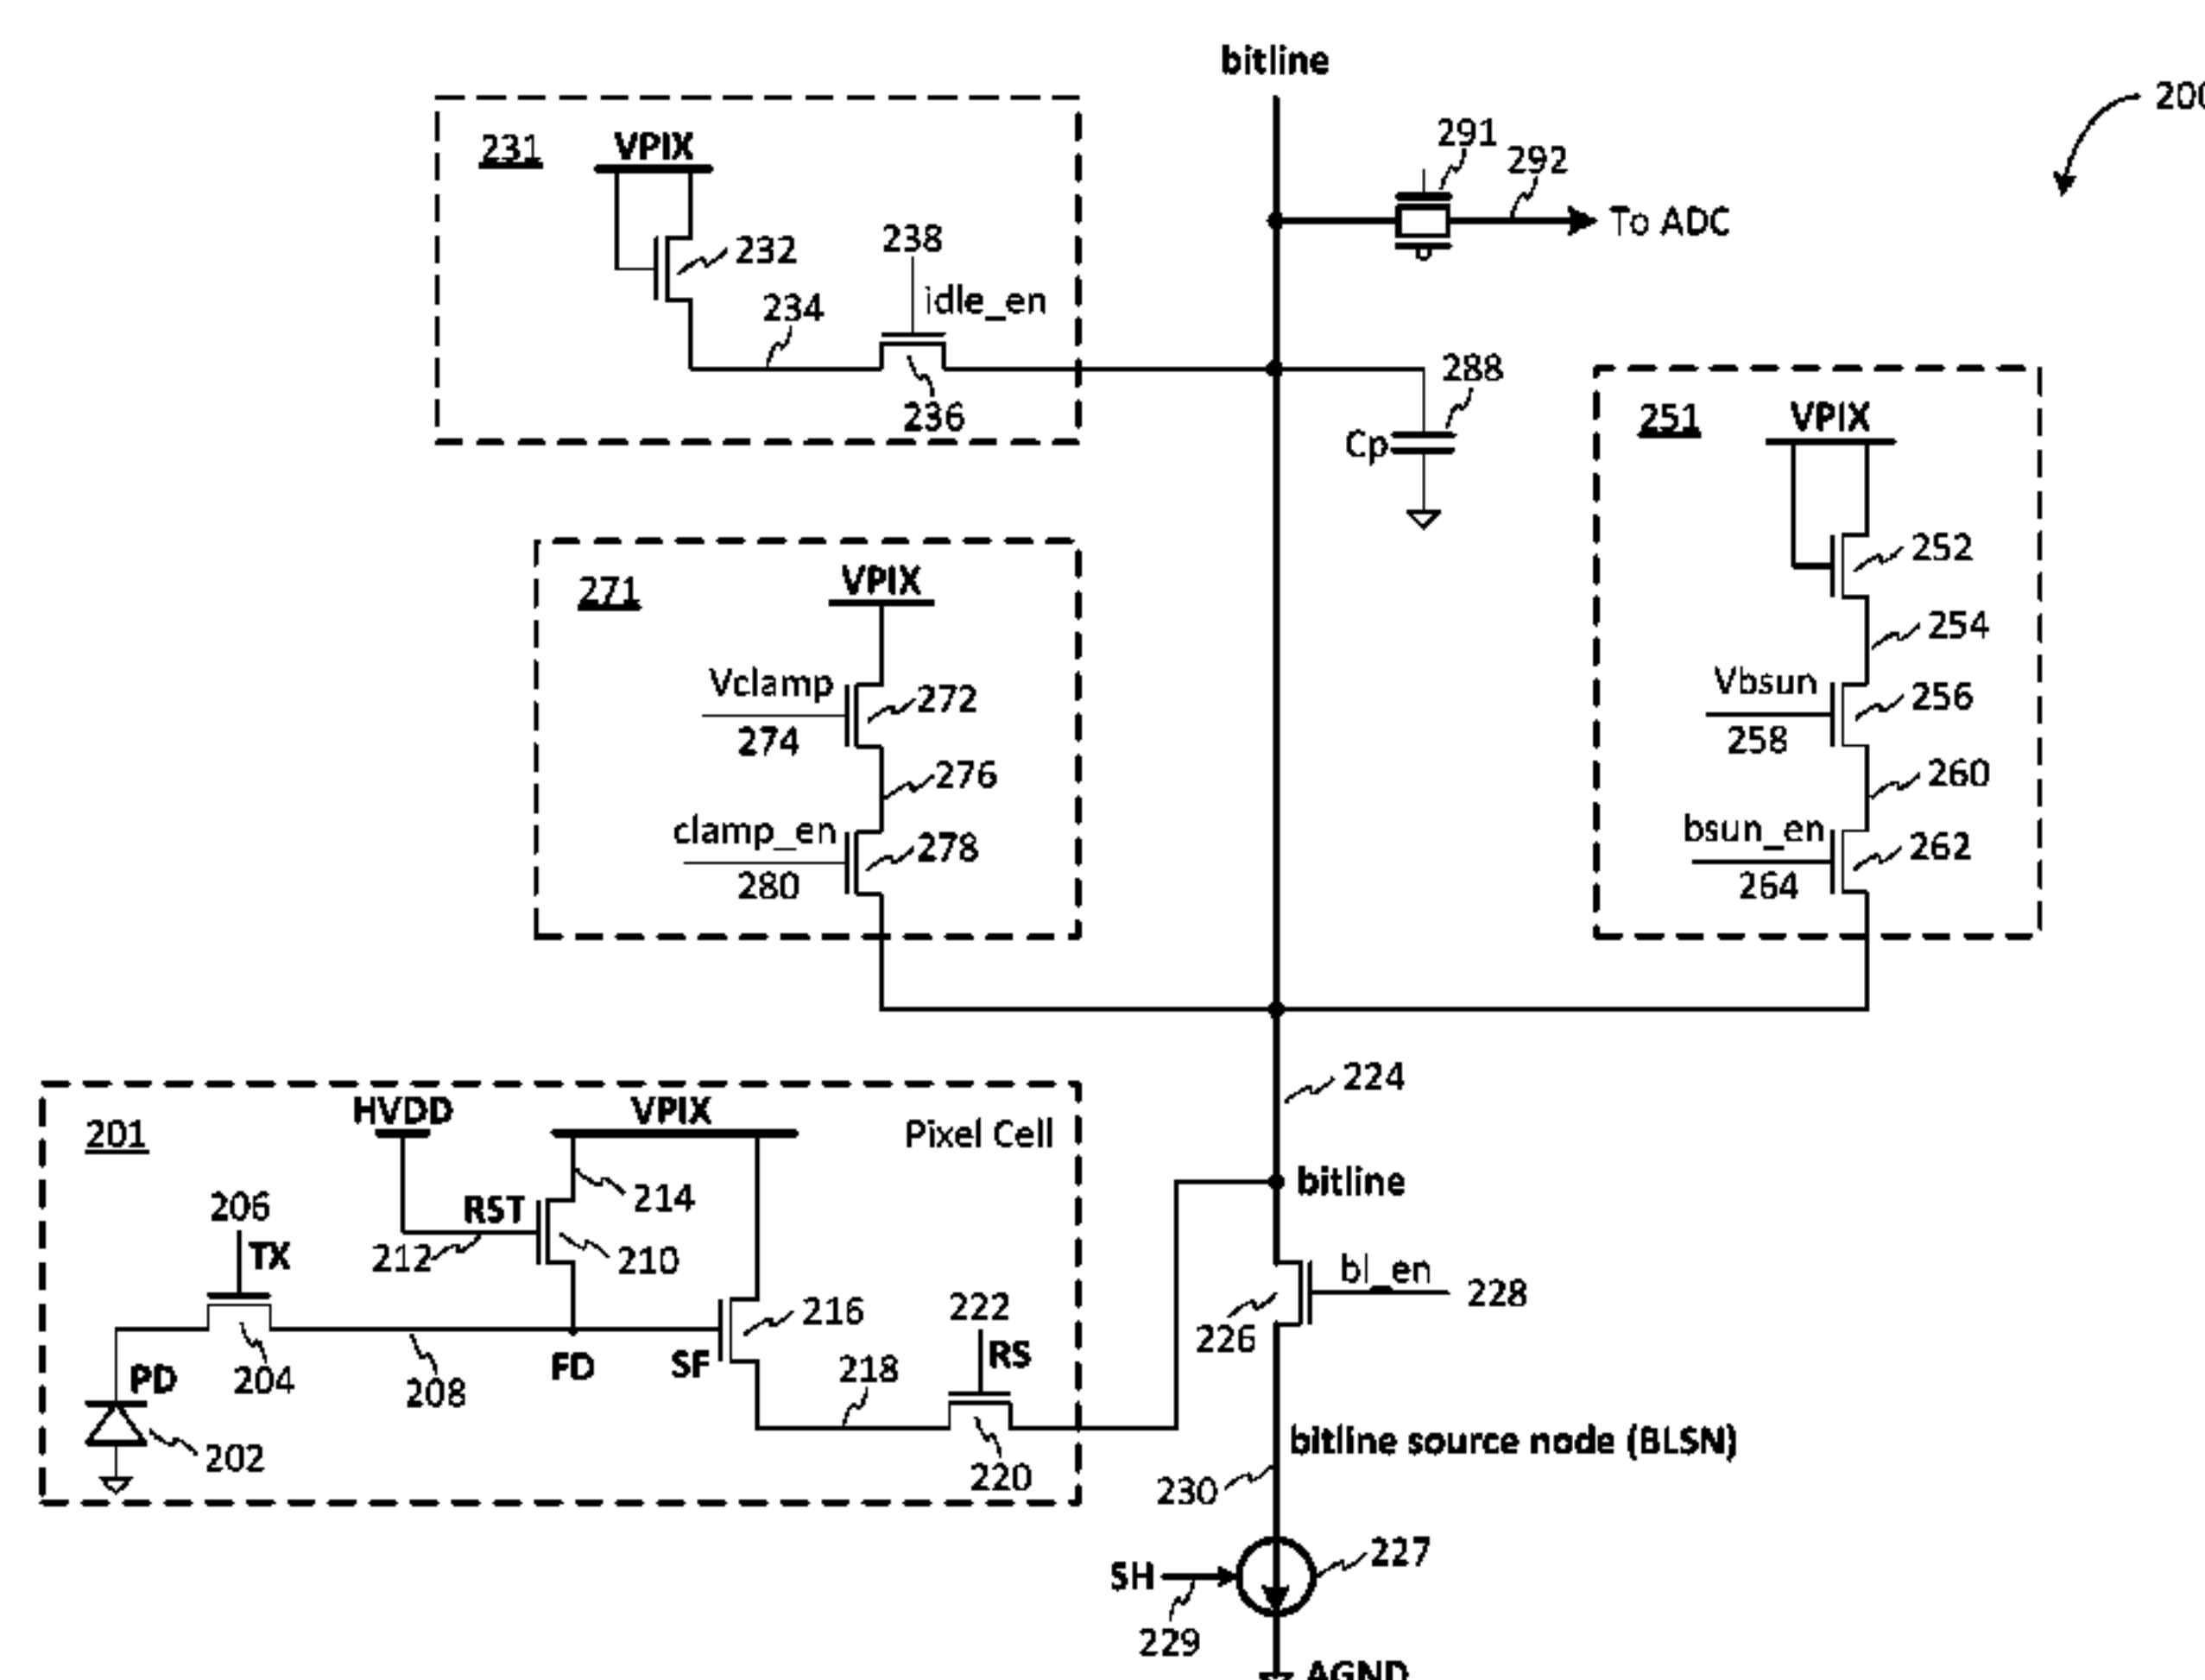 bitline
200
231
VPIX
291
292
To ADC
238
232
idle_en
234
288
236
Cp
251
VPIX
271
VPIX
252
254
Vclamp
272
274
Vbsun
256
258
276
260
clamp_en
278
280
bsun_en
262
264
224
201
HVDD
VPIX
Pixel Cell
bitline
206
TX
RST
214
212
210
bl_en
228
216
222
226
PD
204
208
FD
SF
218
RS
202
220
bitline source node (BLSN)
230
SH
227
229
AGND